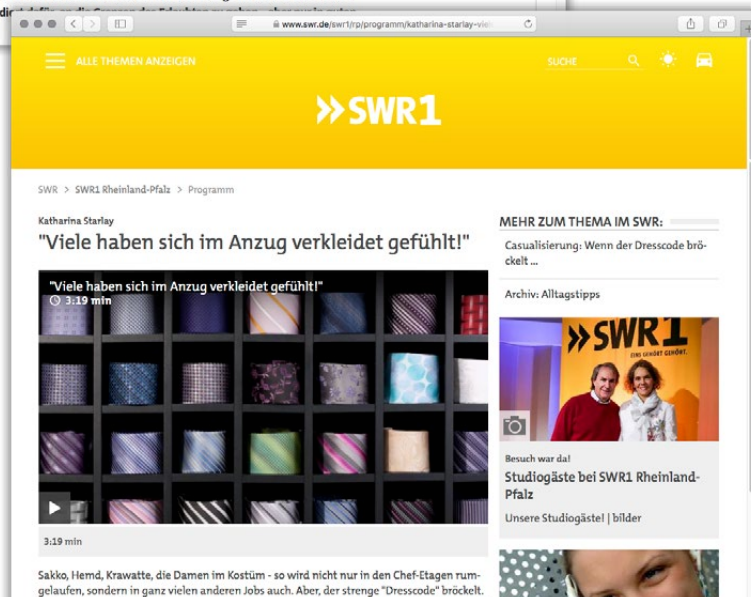 www.swr.de/swr1/rp/programm/katharina-starlay-viel
ALLE THEMEN ANZEIGEN
SUCHE
SWR1
SWR > SWR1 Rheinland-Pfalz > Programm
Katharina Starlay
"Viele haben sich im Anzug verkleidet gefühlt!"
"Viele haben sich im Anzug verkleidet gefühlt!"
3:19 min
3:19 min
Sakko, Hemd, Krawatte, die Damen im Kostüm - so wird nicht nur in den Chef-Etagen rum-
gelaufen, sondern in ganz vielen anderen Jobs auch. Aber, der strenge "Dresscode" bröckelt.
MEHR ZUM THEMA IM SWR:
Casualisierung: Wenn der Dresscode brö-
ckelt ...
Archiv: Alltagstipps
SWR1
EINS GEHÖRT GEHÖRT.
Besuch war da!
Studiogäste bei SWR1 Rheinland-
Pfalz
Unsere Studiogäste! | bilder